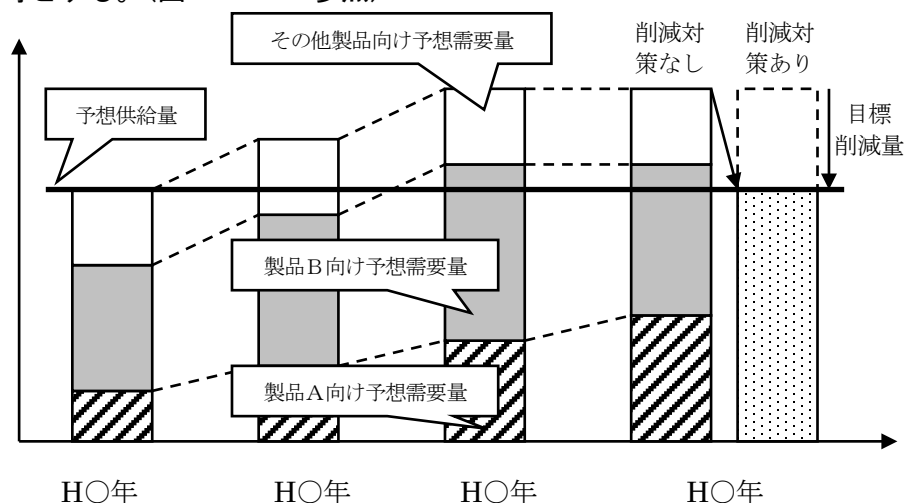 その他製品向け予想需要量
削減対
策なし
削減対
策あり
予想供給量
目標
削減量
製品B向け予想需要量
製品A向け予想需要量
H○年
H○年
H○年
H○年